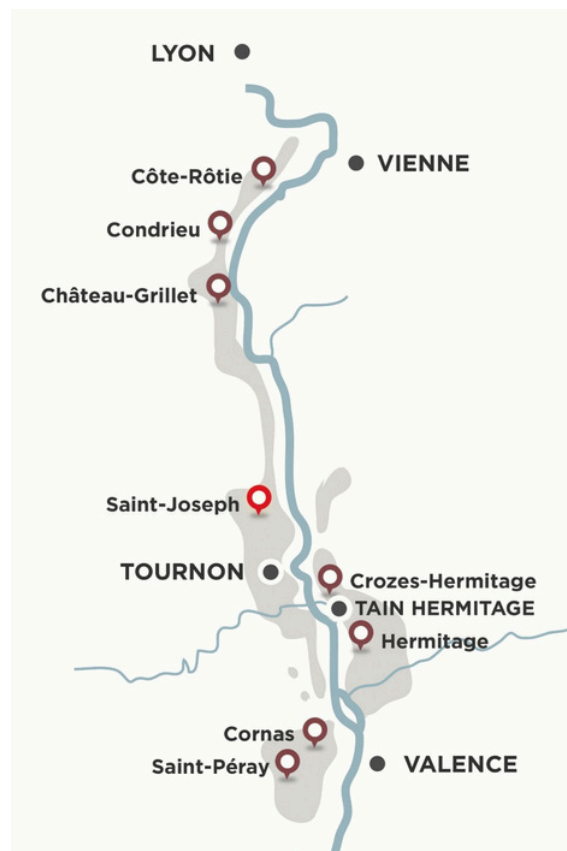 LYON
VIENNE
Côte-Rôtie
Condrieu
Château-Grillet
Saint-Joseph
TOURNON
Crozes-Hermitage
TAIN HERMITAGE
Hermitage
Cornas
Saint-Péray
VALENCE